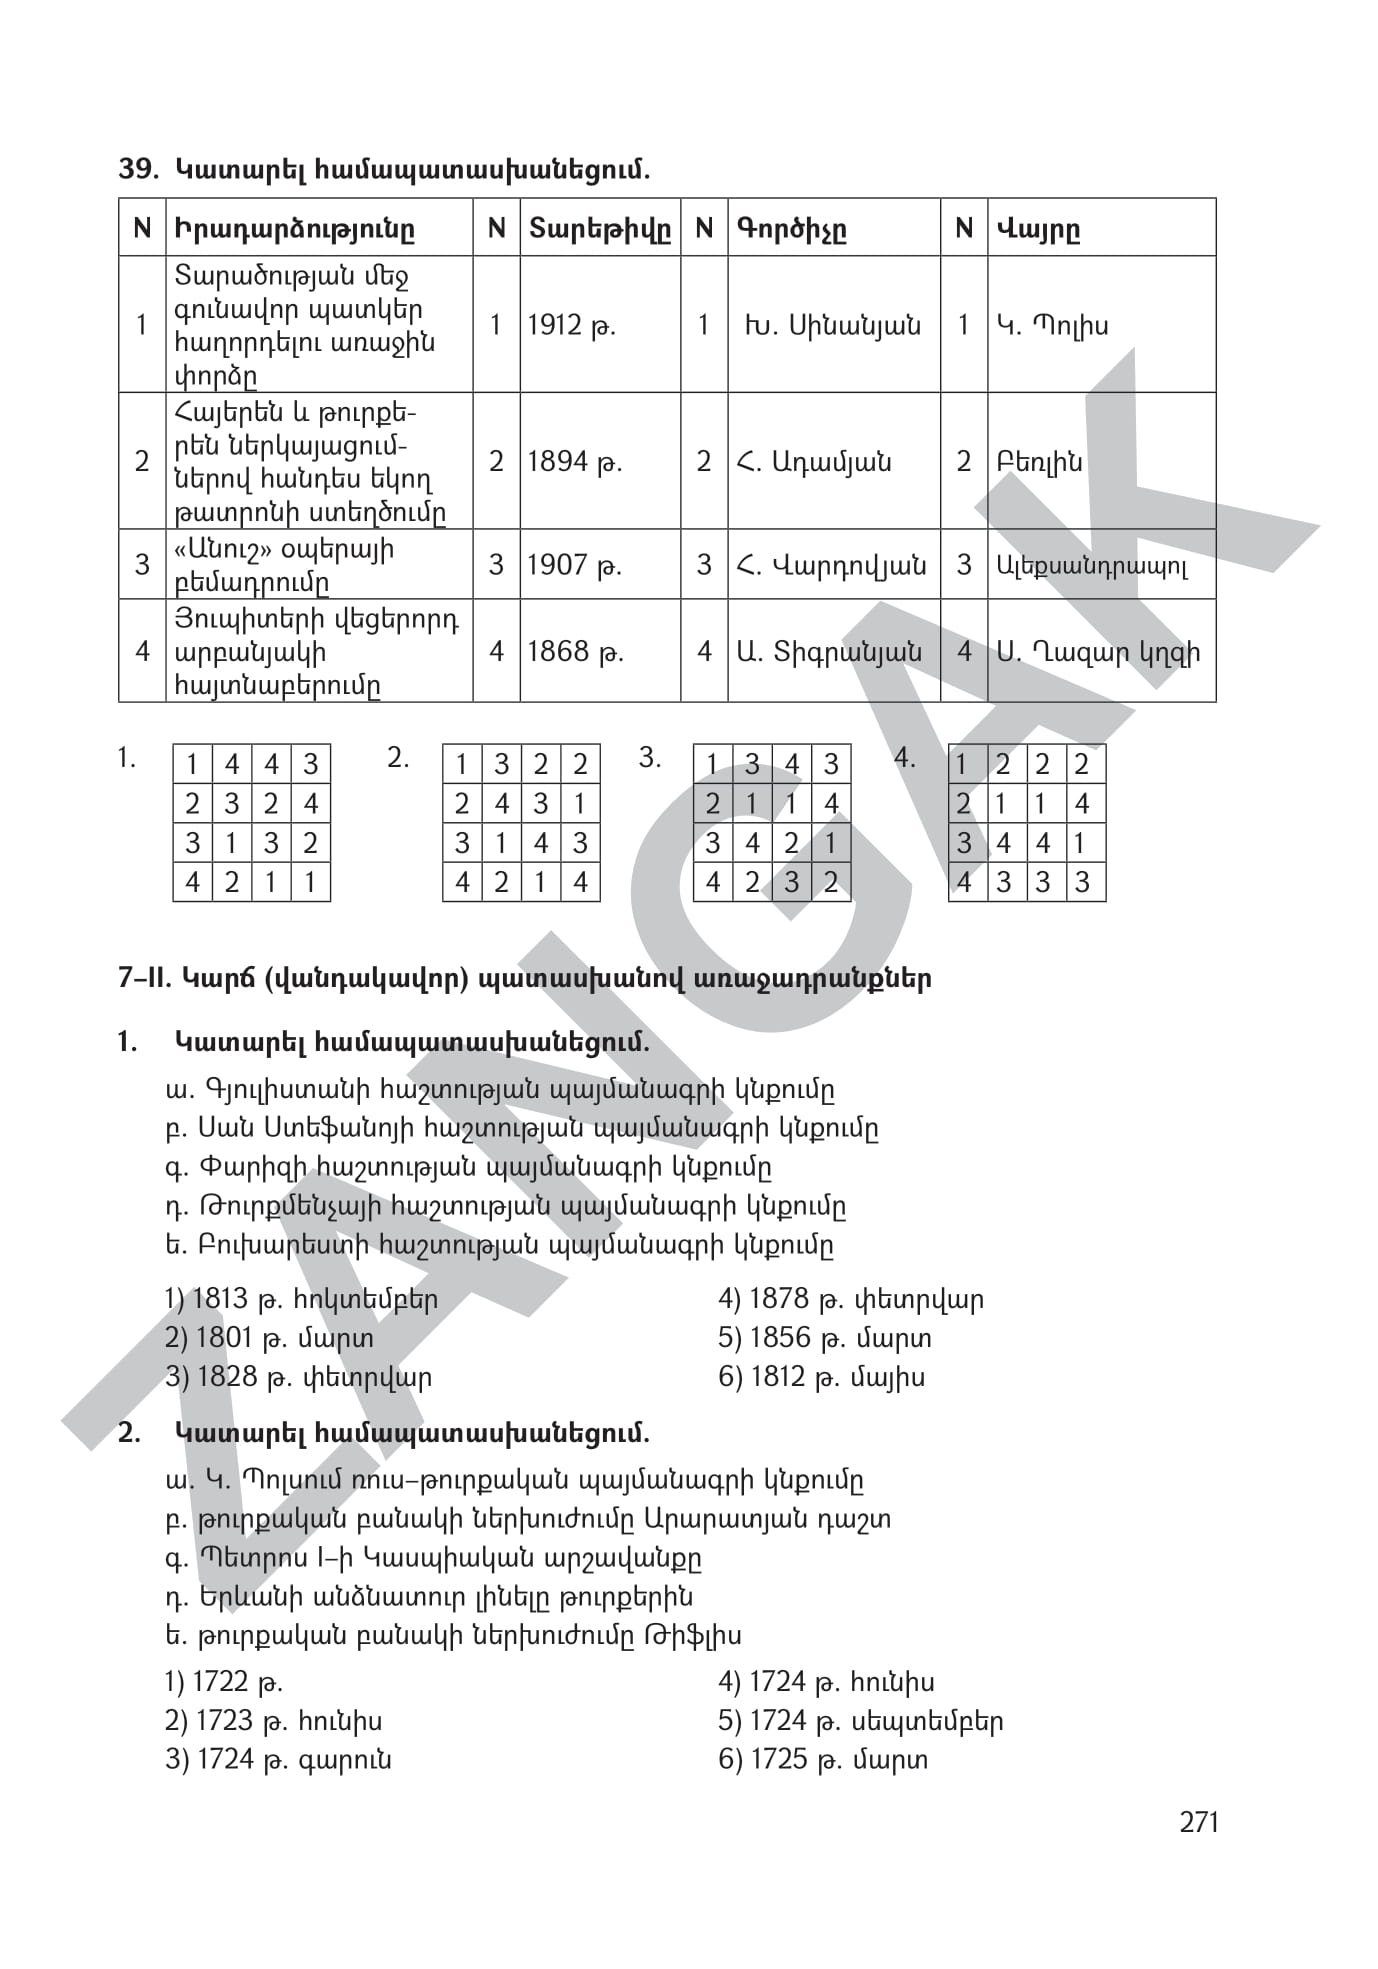 39. Կատարել համապատասխանեցում.
N Իրադարձությունը N Տարեթիվը N Գործիչը N Վայրը
1 Տարածության մեջ գունավոր պատկեր հաղորդելու առաջին փորձը 1 1912 թ. 1 Խ. Սինանյան 1 Կ. Պոլիս
2 Հայերեն և թուրքե-րեն ներկայացում-ներով հանդես եկող թատրոնի ստեղծումը 2 1894 թ. 2 Հ. Ադամյան 2 Բեռլին
3 «Անուշ» օպերայի բեմադրումը 3 1907 թ. 3 Հ. Վարդովյան 3 Ալեքսանդրապոլ
4 Յուպիտերի վեցերորդ արբանյակի հայտնաբերումը 4 1868 թ. 4 Ա. Տիգրանյան 4 Ս. Ղազար կղզի
1. 2. 3. 4.
1 4 4 3 1 3 2 2 1 3 4 3 1 2 2 2
2 3 2 4 2 4 3 1 2 1 1 4 2 1 1 4
3 1 3 2 3 1 4 3 3 4 2 1 3 4 4 1
4 2 1 1 4 2 1 4 4 2 3 2 4 3 3 3
7–II. Կարճ (վանդակավոր) պատասխանով առաջադրանքներ
1. Կատարել համապատասխանեցում.
ա. Գյուլիստանի հաշտության պայմանագրի կնքումը
բ. Սան Ստեֆանոյի հաշտության պայմանագրի կնքումը
գ. Փարիզի հաշտության պայմանագրի կնքումը
դ. Թուրքմենչայի հաշտության պայմանագրի կնքումը
ե. Բուխարեստի հաշտության պայմանագրի կնքումը
1) 1813 թ. հոկտեմբեր 4) 1878 թ. փետրվար
2) 1801 թ. մարտ 5) 1856 թ. մարտ
3) 1828 թ. փետրվար 6) 1812 թ. մայիս
2. Կատարել համապատասխանեցում.
ա. Կ. Պոլսում ռուս–թուրքական պայմանագրի կնքումը
բ. թուրքական բանակի ներխուժումը Արարատյան դաշտ
գ. Պետրոս I–ի Կասպիական արշավանքը
դ. Երևանի անձնատուր լինելը թուրքերին
ե. թուրքական բանակի ներխուժումը Թիֆլիս
1) 1722 թ. 4) 1724 թ. հունիս
2) 1723 թ. հունիս 5) 1724 թ. սեպտեմբեր
3) 1724 թ. գարուն 6) 1725 թ. մարտ
271
ZANGAK